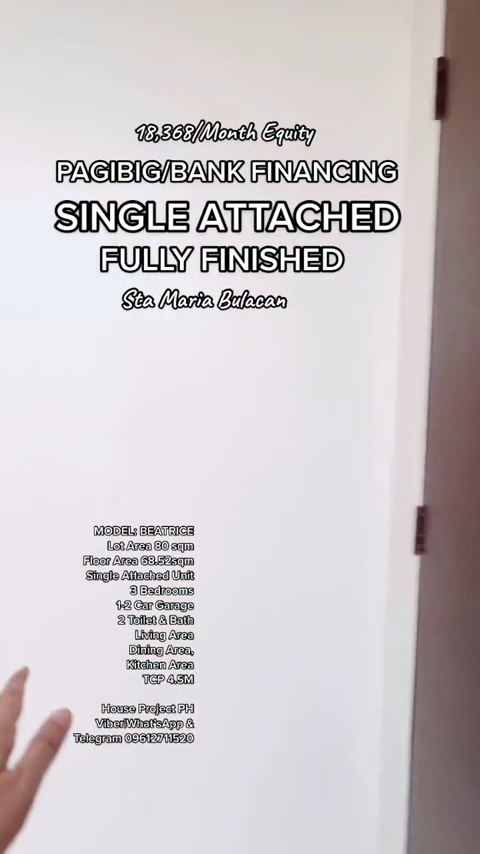 18,368/Month Equity
PAGIBIG/BANK FINANCING
SINGLE ATTACHED
FULLY FINISHED
Sta Maria Bulacan
MODEL: BEATRICE
Lot Area 80 sqm
Floor Area 68.52sqm
Single Attached Unit
3 Bedrooms
1-2 Car Garage
2 Toilet & Bath
Living Area
Dining Area,
Kitchen Area
TCP 4.5M
House Project PH
Viber|What'sApp &
Telegram 09612711520